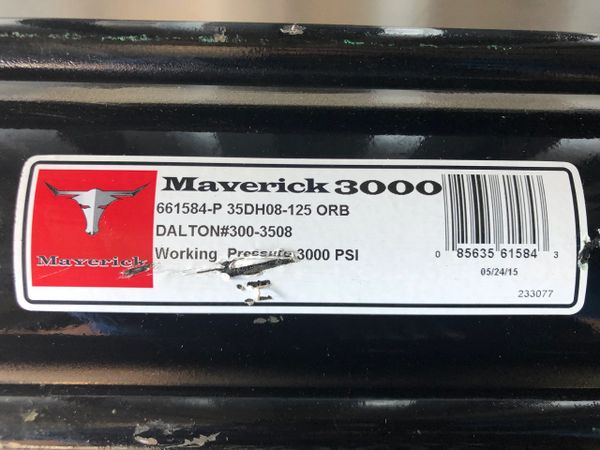 Maverick 3000
661584-P 35DH08-125 ORB
DALTON#300-3508
Working Pressure 3000 PSI
Maverick
0 85635 61584 3
05/24/15
233077